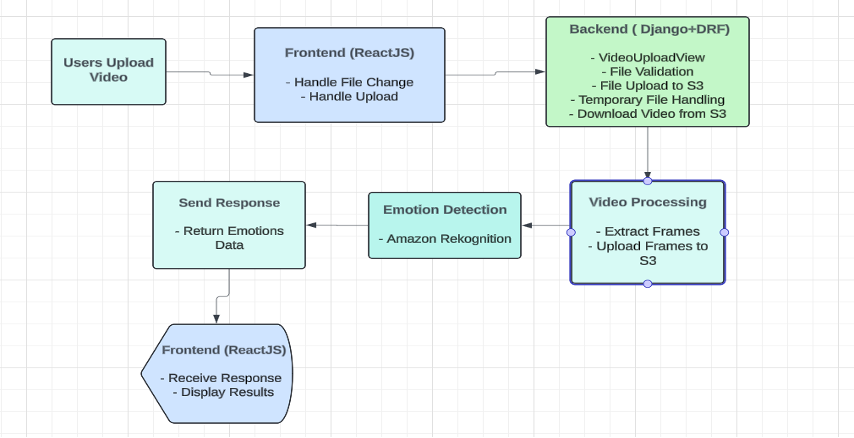 Users Upload
Video
Frontend (ReactJS)
- Handle File Change
- Handle Upload
Backend ( Django+DRF)
- VideoUploadView
- File Validation
- File Upload to S3
- Temporary File Handling
- Download Video from S3
Send Response
- Return Emotions
Data
Emotion Detection
- Amazon Rekognition
Video Processing
- Extract Frames
- Upload Frames to
S3
Frontend (ReactJS)
- Receive Response
- Display Results